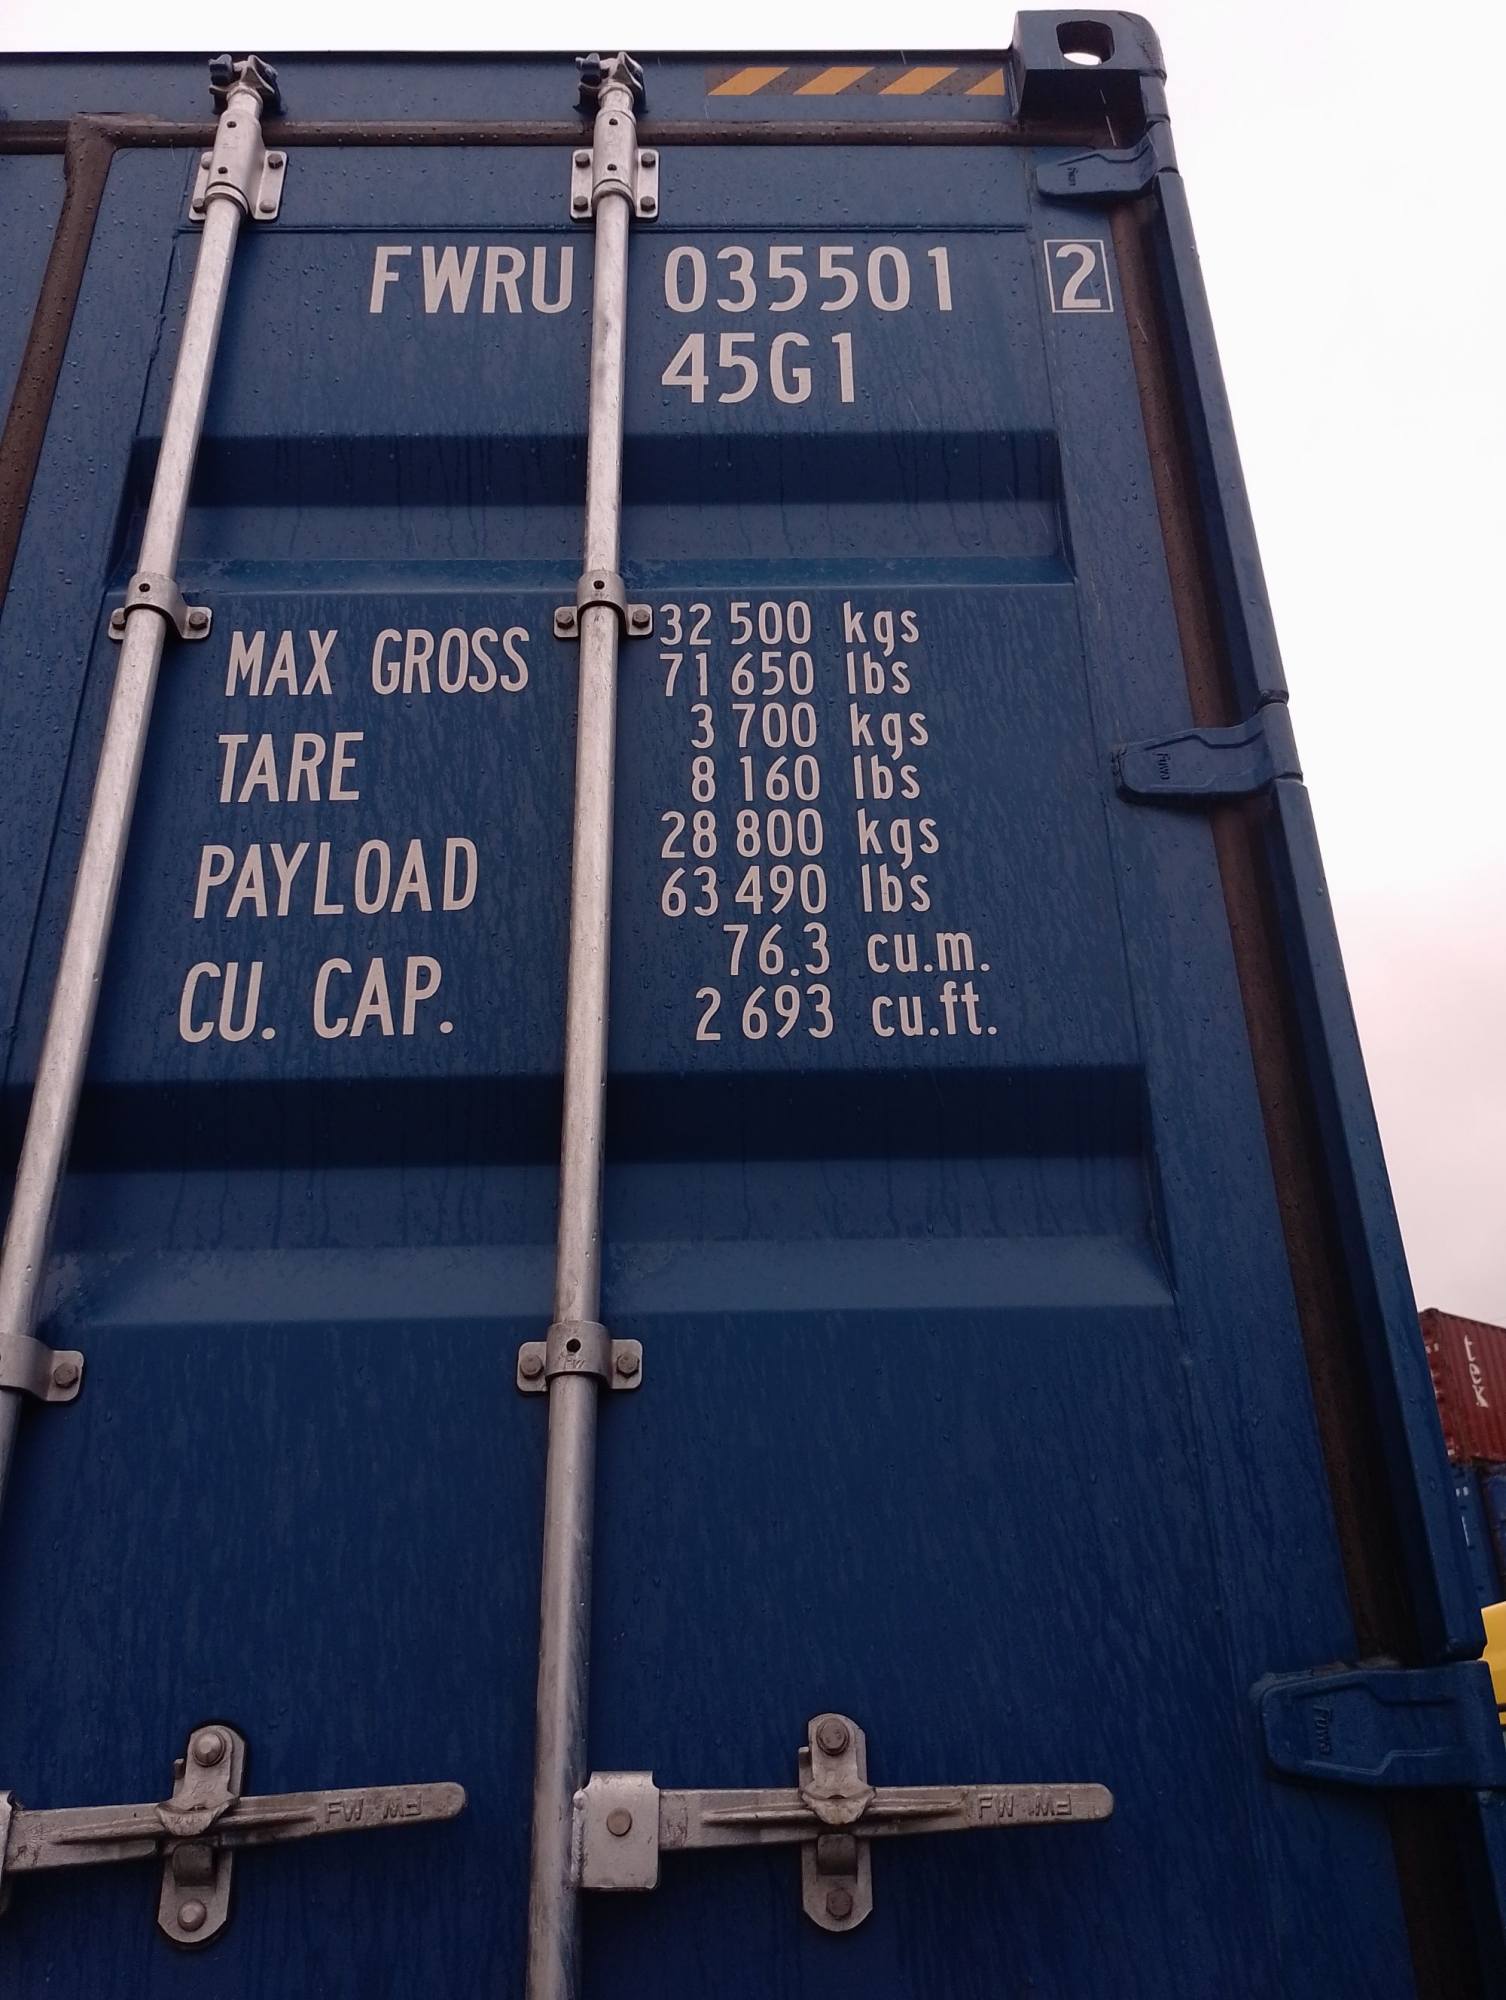 FWRU 035501 2
45G1
MAX GROSS 32 500 kgs
71 650 lbs
TARE 3 700 kgs
8 160 lbs
PAYLOAD 28 800 kgs
63 490 lbs
CU. CAP. 76.3 cu.m.
2 693 cu.ft.
FW FW
FW FW